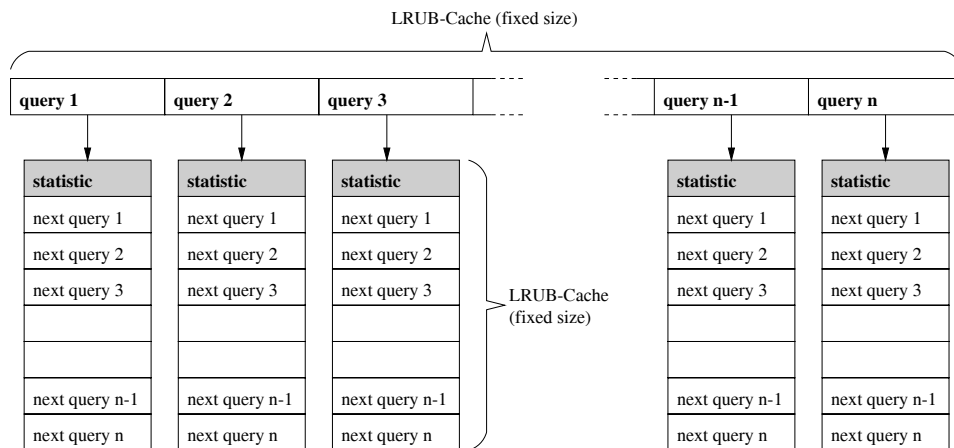 LRUB-Cache (fixed size)
query 1 query 2 query 3 query n-1 query n
statistic statistic statistic statistic statistic
next query 1 next query 1 next query 1 next query 1 next query 1
next query 2 next query 2 next query 2 next query 2 next query 2
next query 3 next query 3 next query 3 next query 3 next query 3
LRUB-Cache
(fixed size)
next query n-1 next query n-1 next query n-1 next query n-1 next query n-1
next query n next query n next query n next query n next query n